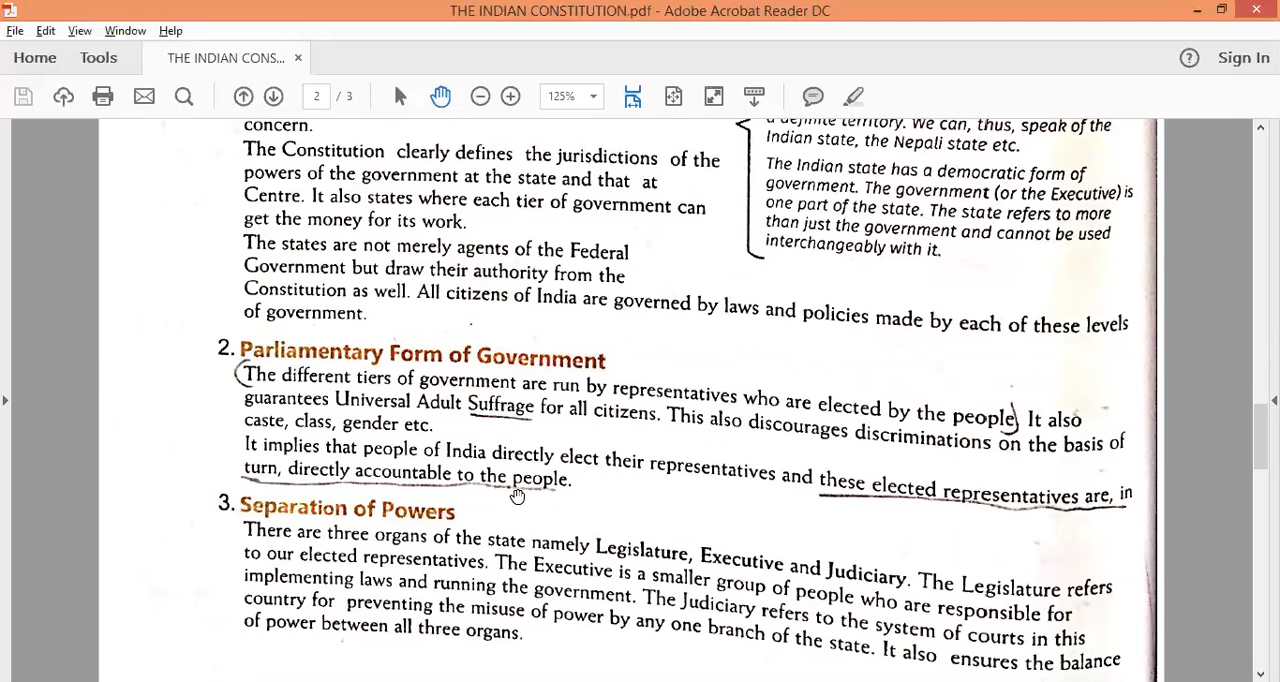 THE INDIAN CONSTITUTION.pdf - Adobe Acrobat Reader DC
File Edit View Window Help
Home Tools THE INDIAN CONS... × Sign In
2 / 3 125%
concern.
The Constitution clearly defines the jurisdictions of the
powers of the government at the state and that at
Centre. It also states where each tier of government can
get the money for its work.
The states are not merely agents of the Federal
Government but draw their authority from the
Constitution as well. All citizens of India are governed by laws and policies made by each of these levels
of government.
a definite territory. We can, thus, speak of the
Indian state, the Nepali state etc.
The Indian state has a democratic form of
government. The government (or the Executive) is
one part of the state. The state refers to more
than just the government and cannot be used
interchangeably with it.
2. Parliamentary Form of Government
(The different tiers of government are run by representatives who are elected by the people) It also
guarantees Universal Adult Suffrage for all citizens. This also discourages discriminations on the basis of
caste, class, gender etc.
It implies that people of India directly elect their representatives and these elected representatives are, in
turn, directly accountable to the people.
3. Separation of Powers
There are three organs of the state namely Legislature, Executive and Judiciary. The Legislature refers
to our elected representatives. The Executive is a smaller group of people who are responsible for
implementing laws and running the government. The Judiciary refers to the system of courts in this
country for preventing the misuse of power by any one branch of the state. It also ensures the balance
of power between all three organs.